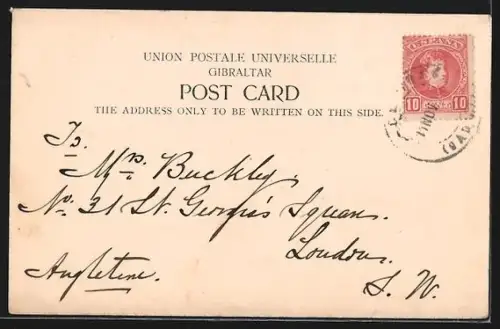 UNION POSTALE UNIVERSELLE
GIBRALTAR
POST CARD
THE ADDRESS ONLY TO BE WRITTEN ON THIS SIDE.
ESPAÑA
10 10
To.
Mrs. Buckley.
No. 31 St. George's Square.
London.
Angleterre. S. W.